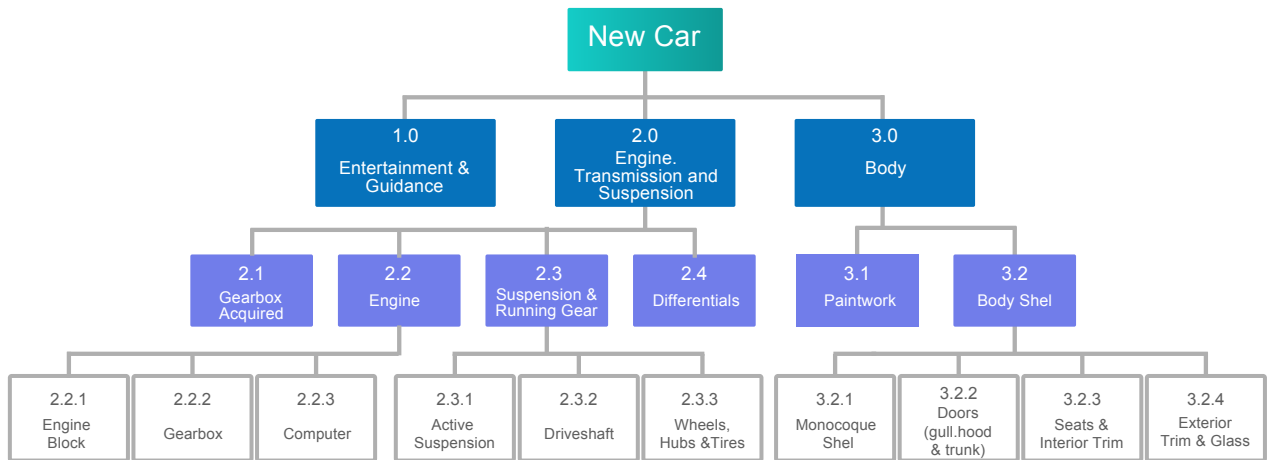 New Car
1.0
Entertainment &
Guidance
2.0
Engine.
Transmission and
Suspension
3.0
Body
2.1
Gearbox
Acquired
2.2
Engine
2.3
Suspension &
Running Gear
2.4
Differentials
3.1
Paintwork
3.2
Body Shel
2.2.1
Engine
Block
2.2.2
Gearbox
2.2.3
Computer
2.3.1
Active
Suspension
2.3.2
Driveshaft
2.3.3
Wheels,
Hubs &Tires
3.2.1
Monocoque
Shel
3.2.2
Doors
(gull.hood
& trunk)
3.2.3
Seats &
Interior Trim
3.2.4
Exterior
Trim & Glass